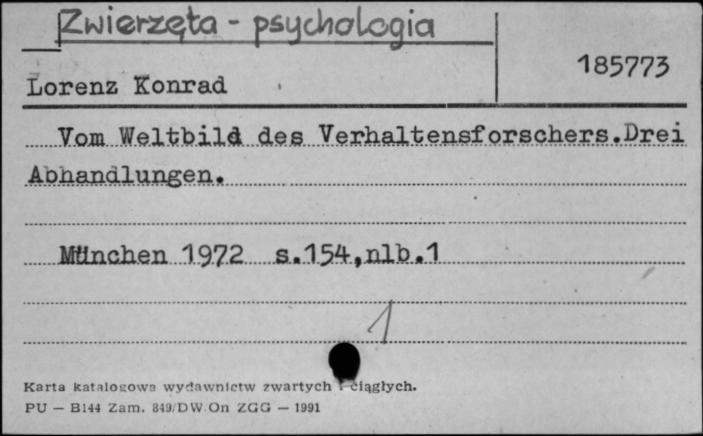 Zwierzęta - psychologia
185773
Lorenz Konrad
Vom Weltbild des Verhaltensforschers.Drei
Abhandlungen.
München 1972 s.154,nlb.1
1
Karta katalogowa wydawnictw zwartych i ciągłych.
PU — B144 Zam. 849/DW.On ZGG — 1991